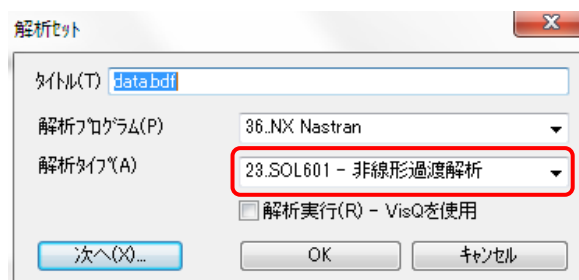 解析セット
タイトル(T) data.bdf
解析プログラム(P) 36..NX Nastran
解析タイプ(A) 23.SOL601 - 非線形過渡解析
解析実行(R) - VisQを使用
次へ(X)... OK キャンセル